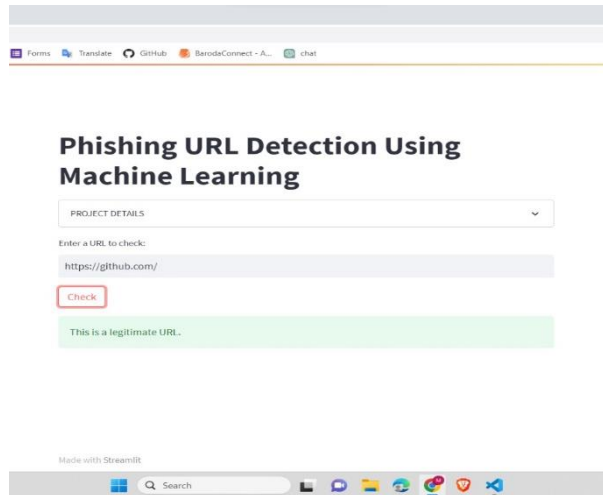 Forms Translate GitHub BarodaConnect - A... chat
Phishing URL Detection Using
Machine Learning
PROJECT DETAILS
Enter a URL to check:
https://github.com/
Check
This is a legitimate URL.
Made with Streamlit
Search